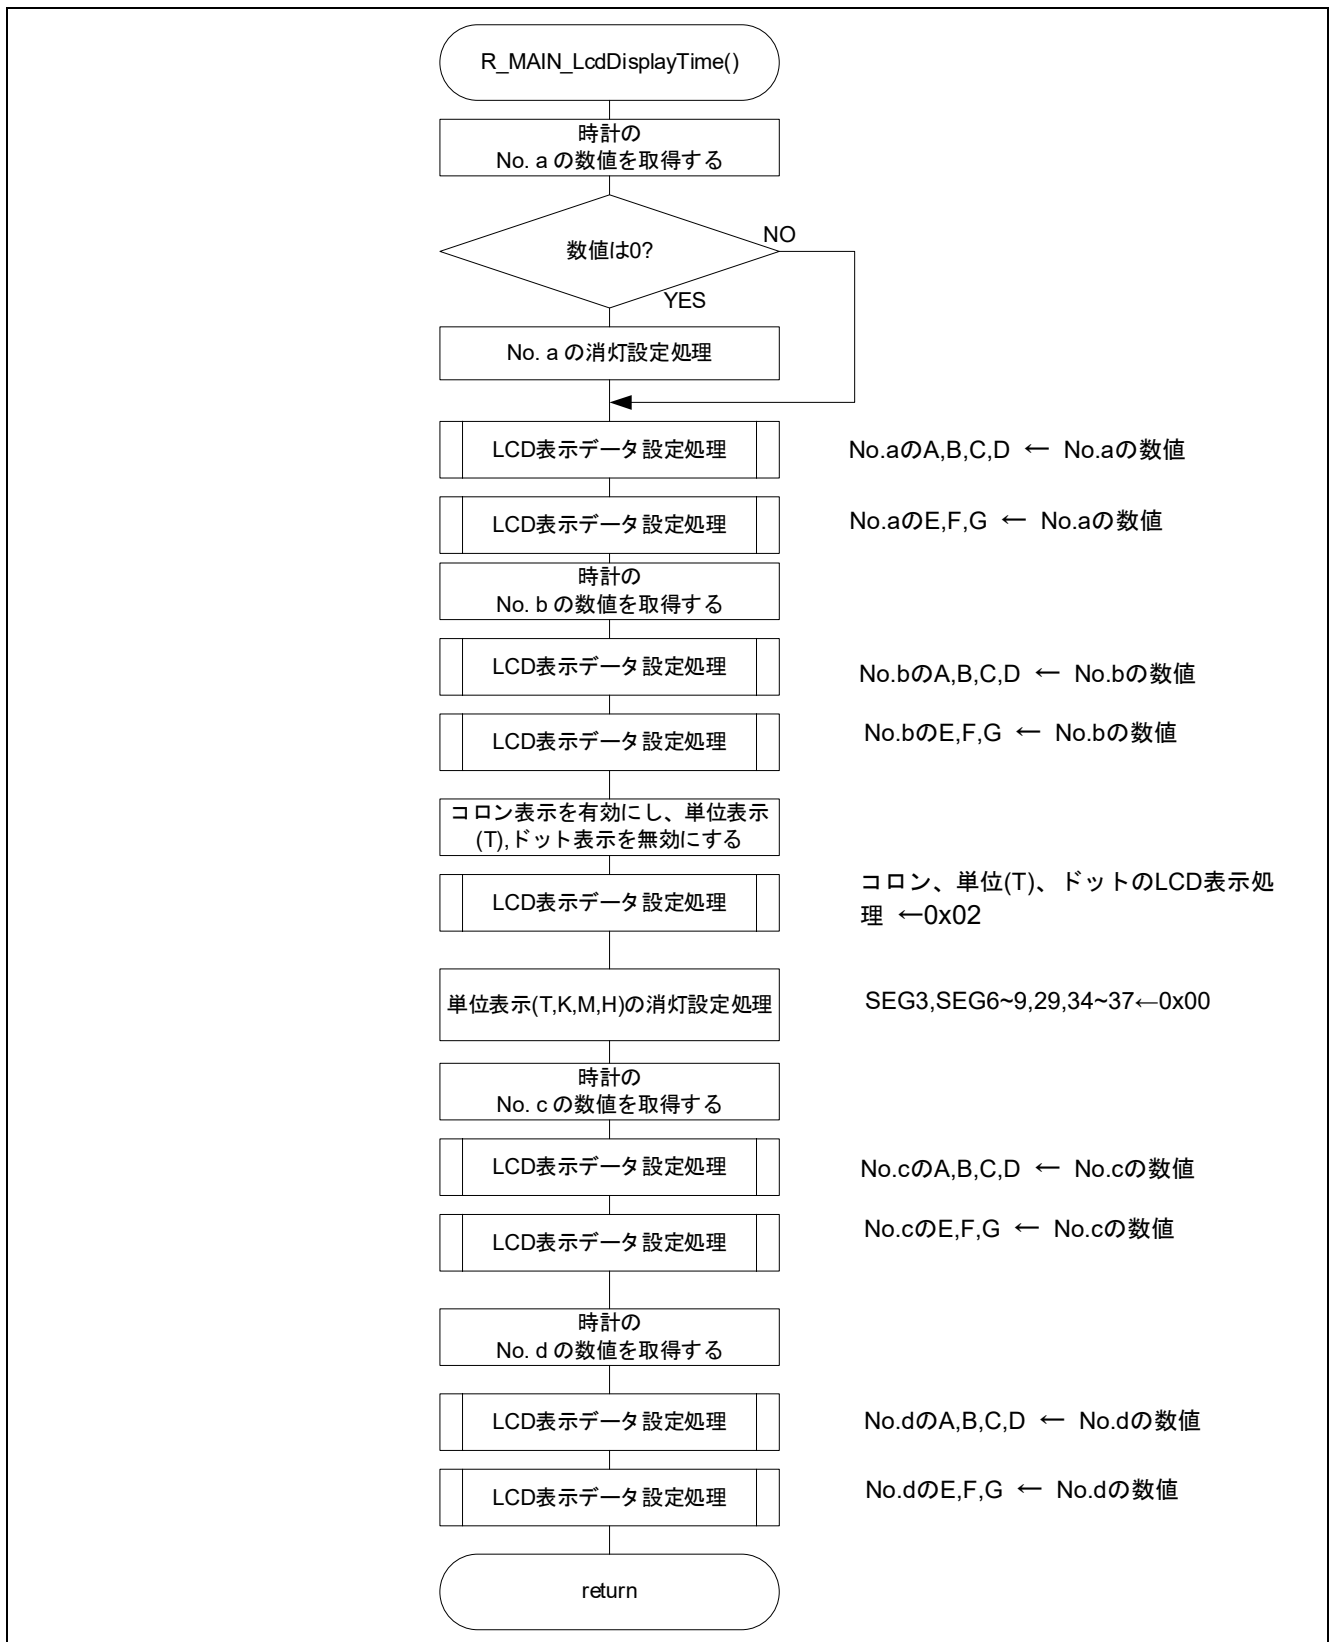 R_MAIN_LcdDisplayTime()
時計の
No. a の数値を取得する
数値は0?
NO
YES
No. a の消灯設定処理
LCD表示データ設定処理
No.aのA,B,C,D ← No.aの数値
LCD表示データ設定処理
No.aのE,F,G ← No.aの数値
時計の
No. b の数値を取得する
LCD表示データ設定処理
No.bのA,B,C,D ← No.bの数値
LCD表示データ設定処理
No.bのE,F,G ← No.bの数値
コロン表示を有効にし、単位表示
(T),ドット表示を無効にする
LCD表示データ設定処理
コロン、単位(T)、ドットのLCD表示処
理 ←0x02
単位表示(T,K,M,H)の消灯設定処理
SEG3,SEG6~9,29,34~37←0x00
時計の
No. c の数値を取得する
LCD表示データ設定処理
No.cのA,B,C,D ← No.cの数値
LCD表示データ設定処理
No.cのE,F,G ← No.cの数値
時計の
No. d の数値を取得する
LCD表示データ設定処理
No.dのA,B,C,D ← No.dの数値
LCD表示データ設定処理
No.dのE,F,G ← No.dの数値
return